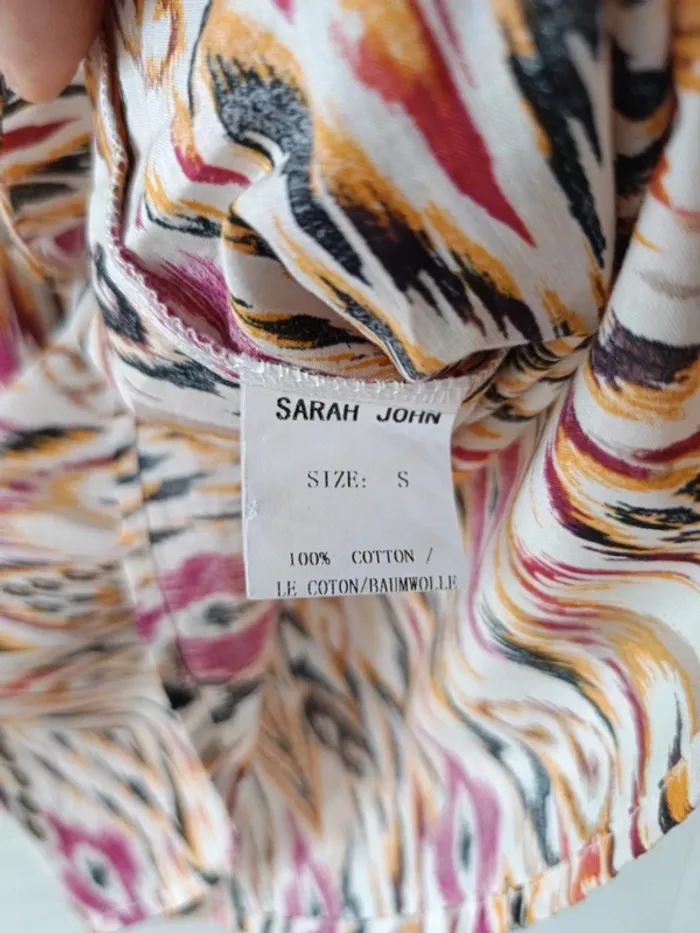 SARAH JOHN
SIZE: S
100% COTTON /
LE COTON/BAUMWOLLE